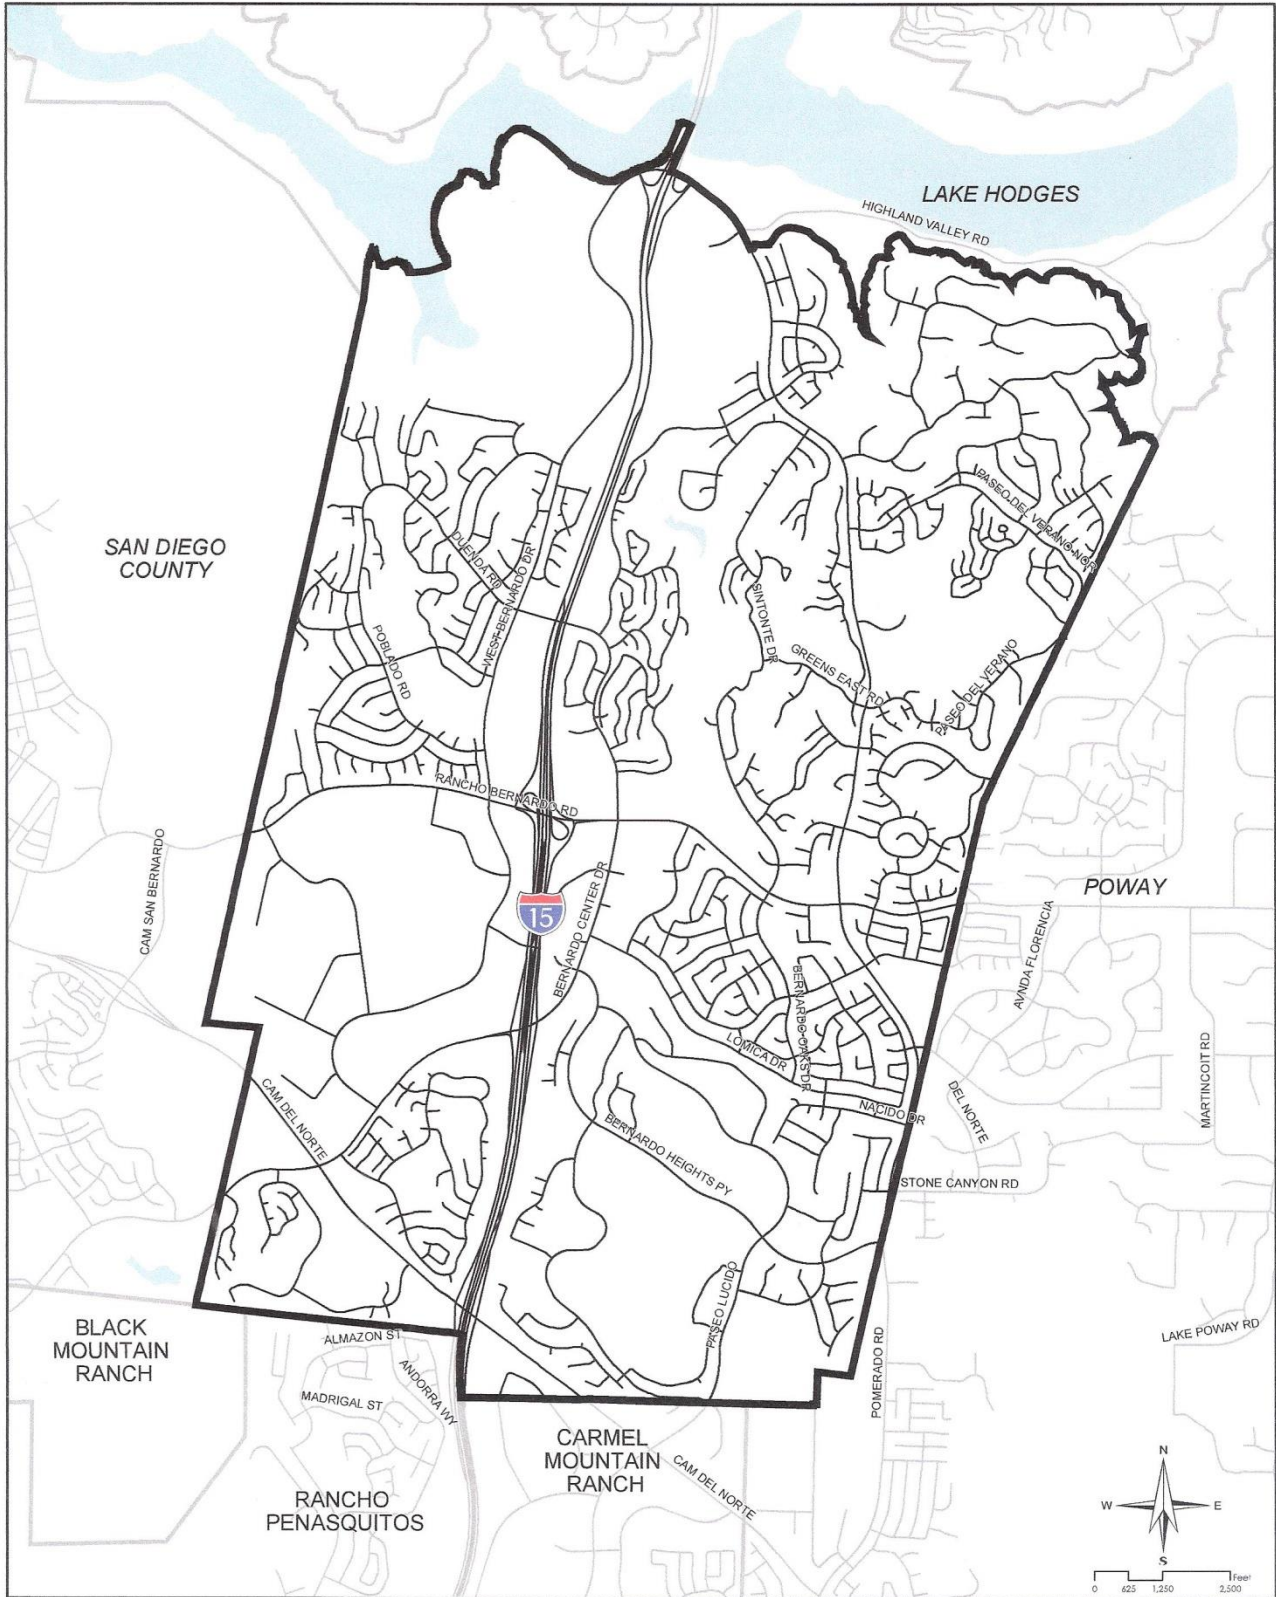 LAKE HODGES
HIGHLAND VALLEY RD
PASEO DEL VERANO NOR
SAN DIEGO
COUNTY
DUENDA RD
WEST BERNARDO DR
SINTONTE DR
POBLADO RD
GREENS EAST RD
PASEO DEL VERANO
RANCHO BERNARDO RD
CAM SAN BERNARDO
BERNARDO CENTER DR
15
POWAY
AVNDA FLORENCIA
BERNARDO OAKS DR
LOMICA DR
MARTINCOIT RD
CAM DEL NORTE
NACIDO DR
DEL NORTE
BERNARDO HEIGHTS PY
STONE CANYON RD
PASEO LUCIDO
BLACK
MOUNTAIN
RANCH
ALMAZON ST
ANDORRA WY
MADRIGAL ST
POMERADO RD
LAKE POWAY RD
CARMEL
MOUNTAIN
RANCH
CAM DEL NORTE
RANCHO
PENASQUITOS
N
W E
S
Feet
0 625 1,250 2,500